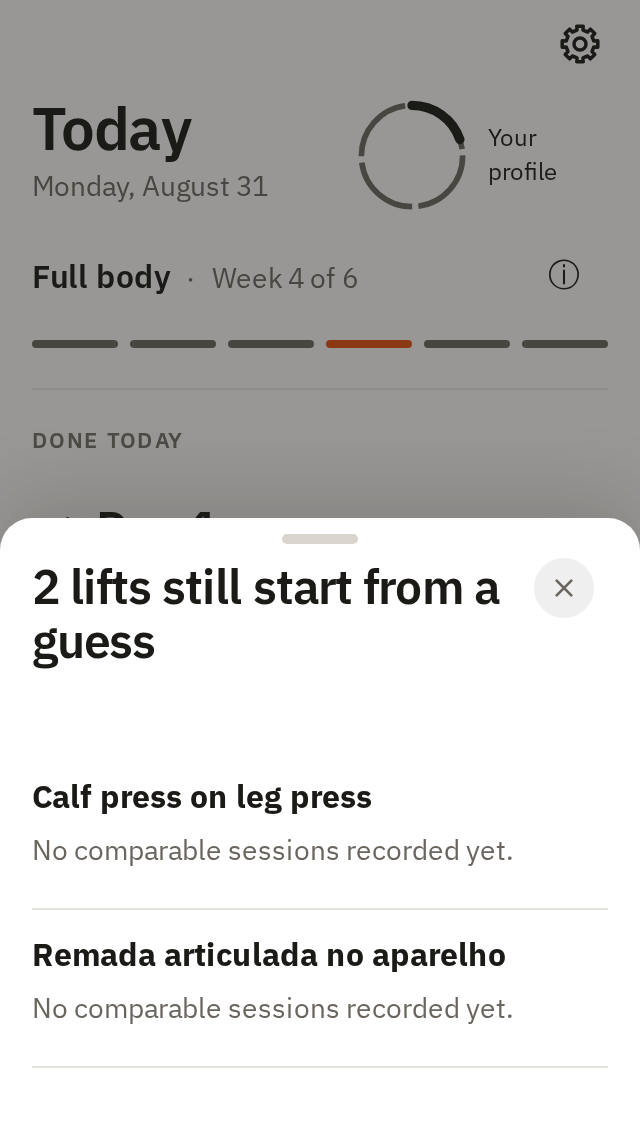 Today
Monday, August 31
Your
profile
Full body · Week 4 of 6
DONE TODAY
2 lifts still start from a
guess
Calf press on leg press
No comparable sessions recorded yet.
Remada articulada no aparelho
No comparable sessions recorded yet.